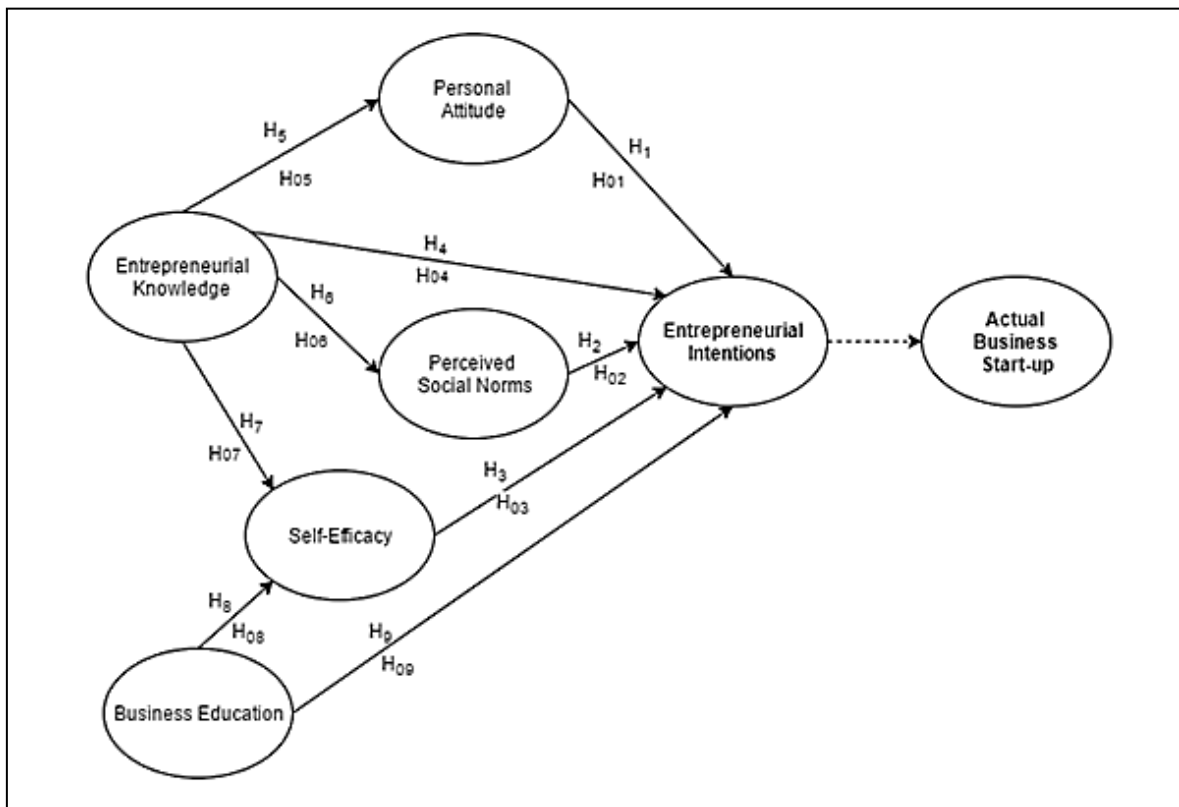 Personal
Attitude
H5
H05
H1
H01
Entrepreneurial
Knowledge
H4
H04
H6
H06
Perceived
Social Norms
H2
H02
Entrepreneurial
Intentions
Actual
Business
Start-up
H7
H07
H3
H03
Self-Efficacy
H8
H08
H9
H09
Business Education